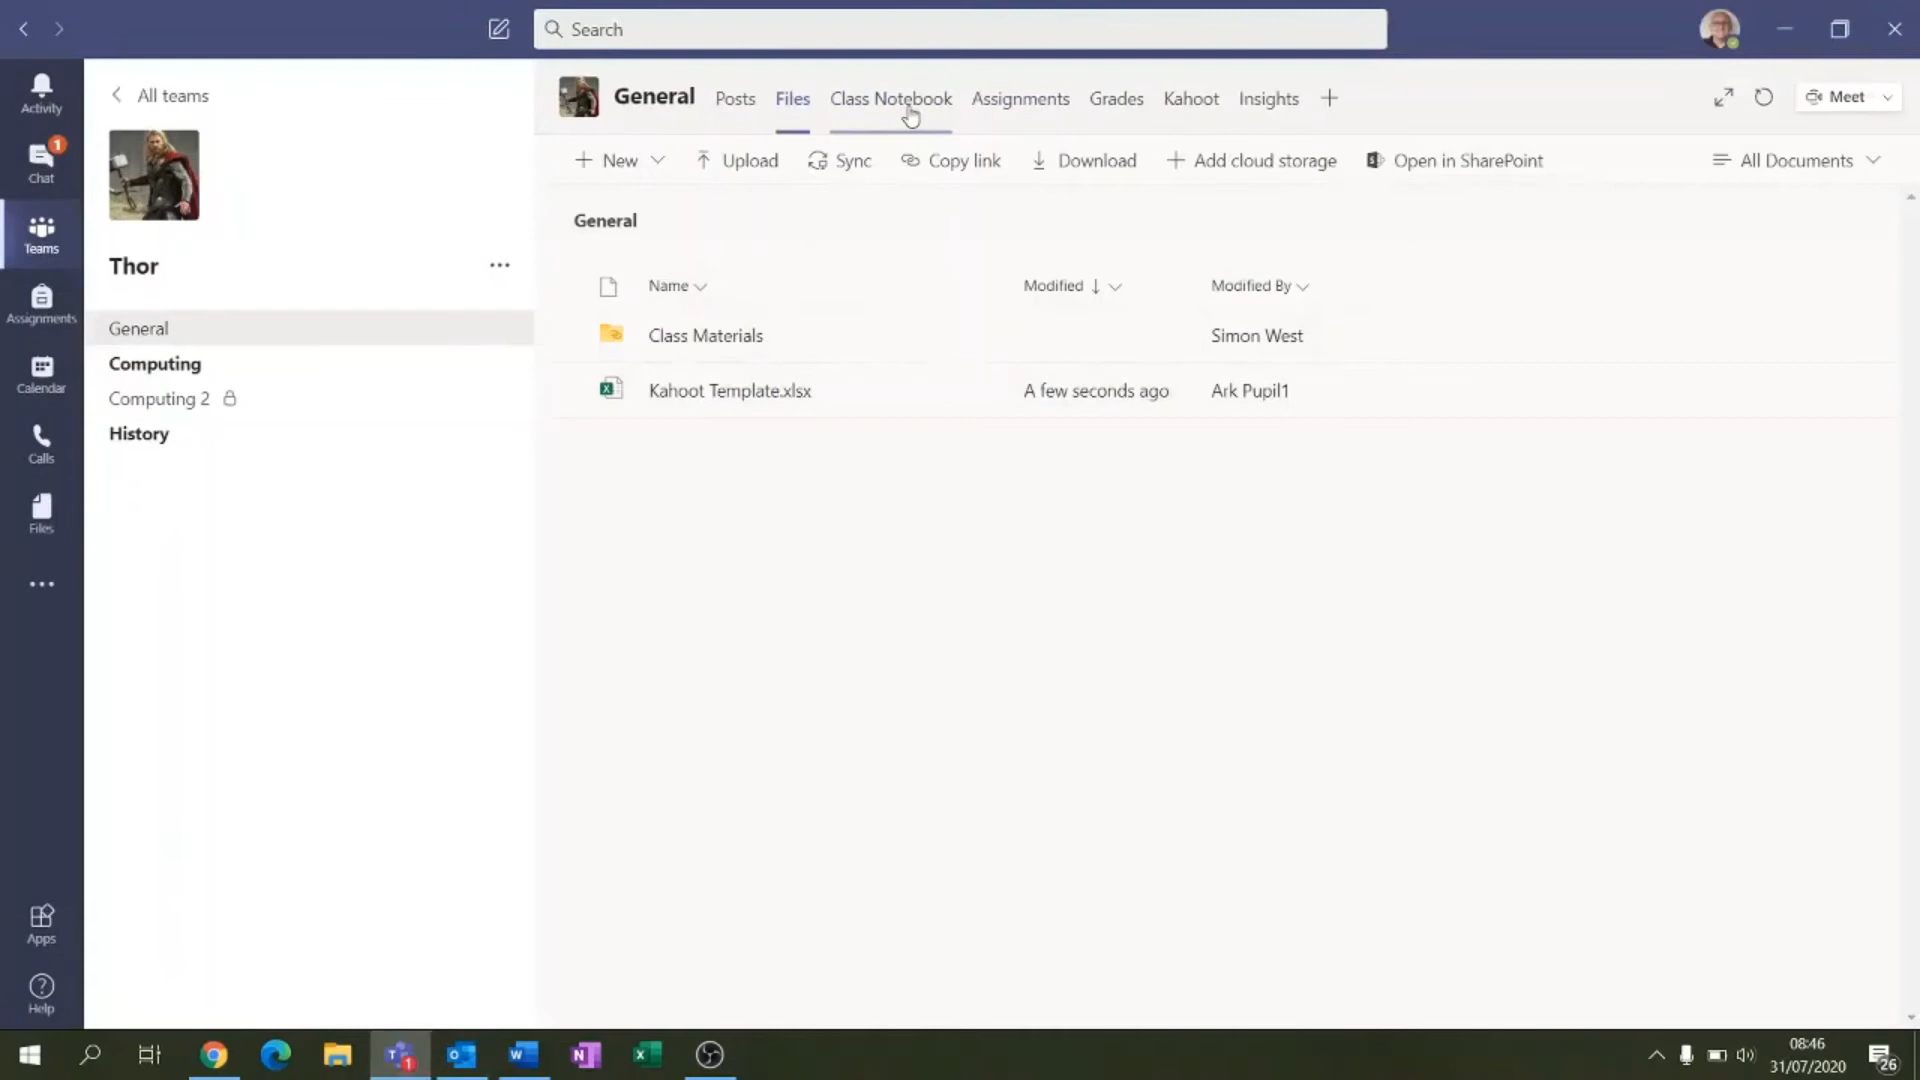 Search
Activity
Chat
1
Teams
Assignments
Calendar
Calls
Files
Apps
Help
All teams
Thor
General
Computing
Computing 2
History
General Posts Files Class Notebook Assignments Grades Kahoot Insights
Meet
New Upload Sync Copy link Download Add cloud storage Open in SharePoint All Documents
General
Name Modified Modified By
Class Materials Simon West
Kahoot Template.xlsx A few seconds ago Ark Pupil1
08:46
31/07/2020
26